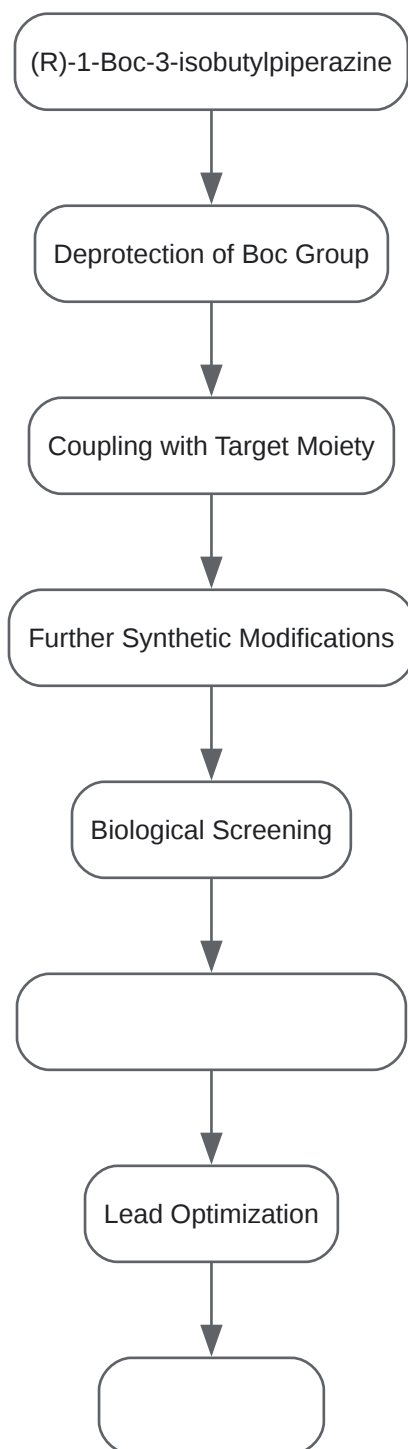 (R)-1-Boc-3-isobutylpiperazine
Deprotection of Boc Group
Coupling with Target Moiety
Further Synthetic Modifications
Biological Screening
Lead Optimization